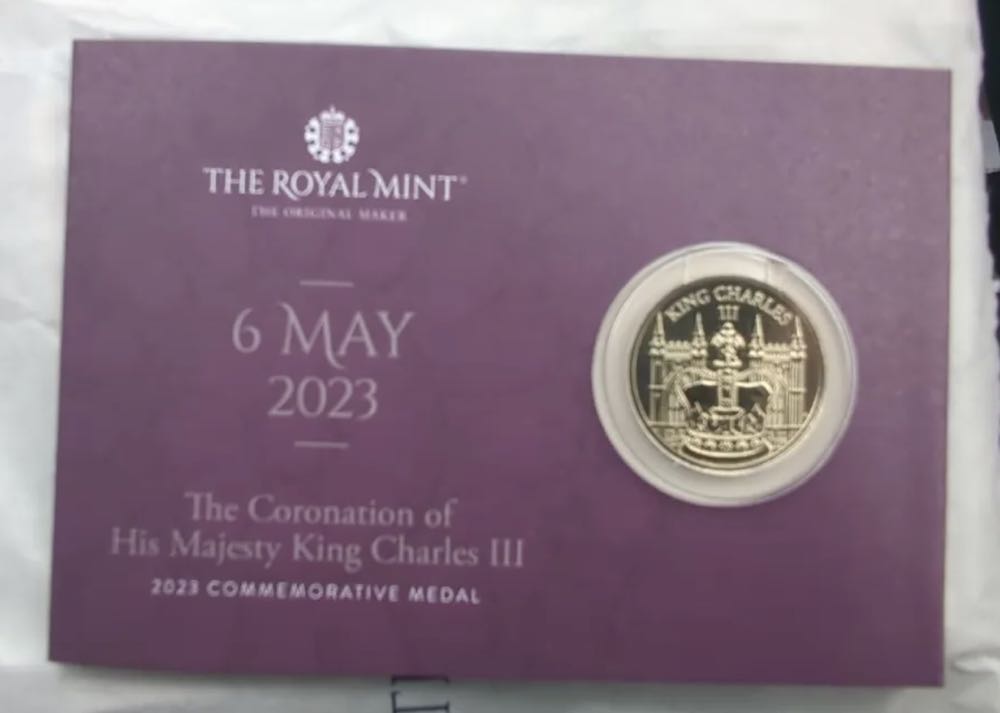 THE ROYAL MINT®
THE ORIGINAL MAKER
6 MAY
2023
The Coronation of
His Majesty King Charles III
2023 COMMEMORATIVE MEDAL
KING CHARLES
III